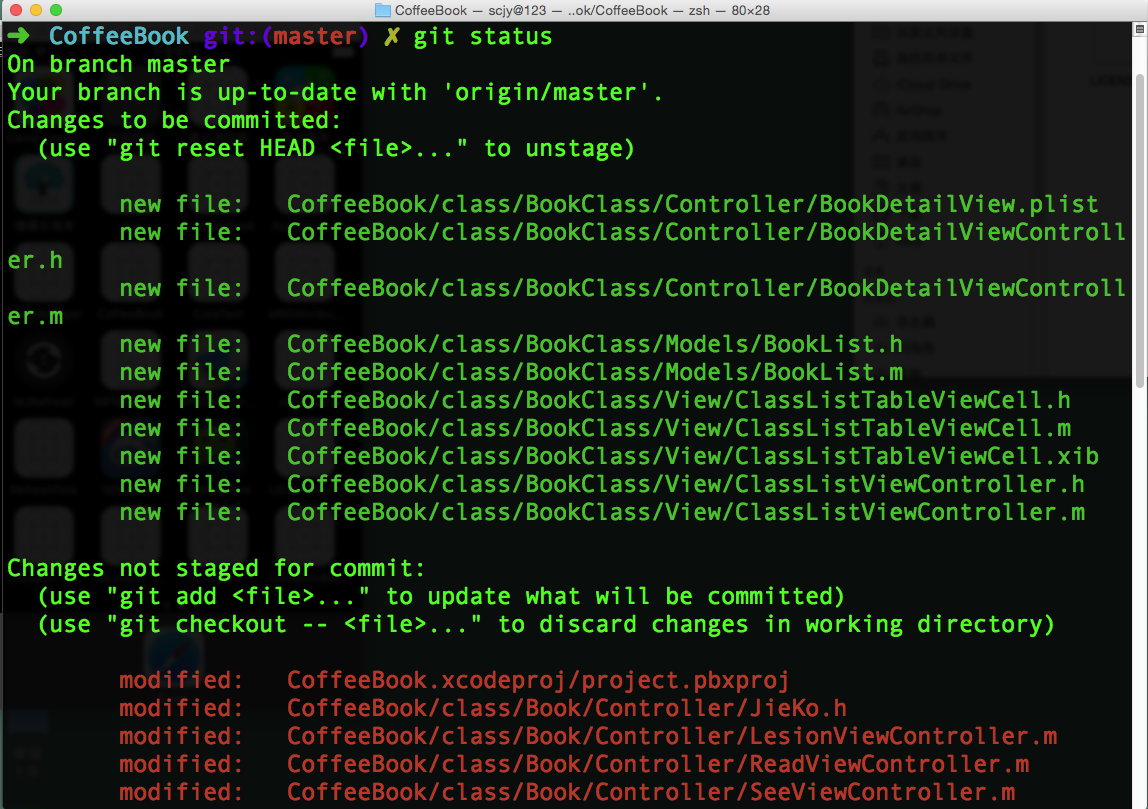 CoffeeBook — scjy@123 — ..ok/CoffeeBook — zsh — 80×28
➜ CoffeeBook git:(master) ✗ git status
On branch master
Your branch is up-to-date with 'origin/master'.
Changes to be committed:
  (use "git reset HEAD <file>..." to unstage)
new file:   CoffeeBook/class/BookClass/Controller/BookDetailView.plist
new file:   CoffeeBook/class/BookClass/Controller/BookDetailViewControll
er.h
new file:   CoffeeBook/class/BookClass/Controller/BookDetailViewControll
er.m
new file:   CoffeeBook/class/BookClass/Models/BookList.h
new file:   CoffeeBook/class/BookClass/Models/BookList.m
new file:   CoffeeBook/class/BookClass/View/ClassListTableViewCell.h
new file:   CoffeeBook/class/BookClass/View/ClassListTableViewCell.m
new file:   CoffeeBook/class/BookClass/View/ClassListTableViewCell.xib
new file:   CoffeeBook/class/BookClass/View/ClassListViewController.h
new file:   CoffeeBook/class/BookClass/View/ClassListViewController.m
Changes not staged for commit:
  (use "git add <file>..." to update what will be committed)
  (use "git checkout -- <file>..." to discard changes in working directory)
modified:   CoffeeBook.xcodeproj/project.pbxproj
modified:   CoffeeBook/class/Book/Controller/JieKo.h
modified:   CoffeeBook/class/Book/Controller/LesionViewController.m
modified:   CoffeeBook/class/Book/Controller/ReadViewController.m
modified:   CoffeeBook/class/Book/Controller/SeeViewController.m